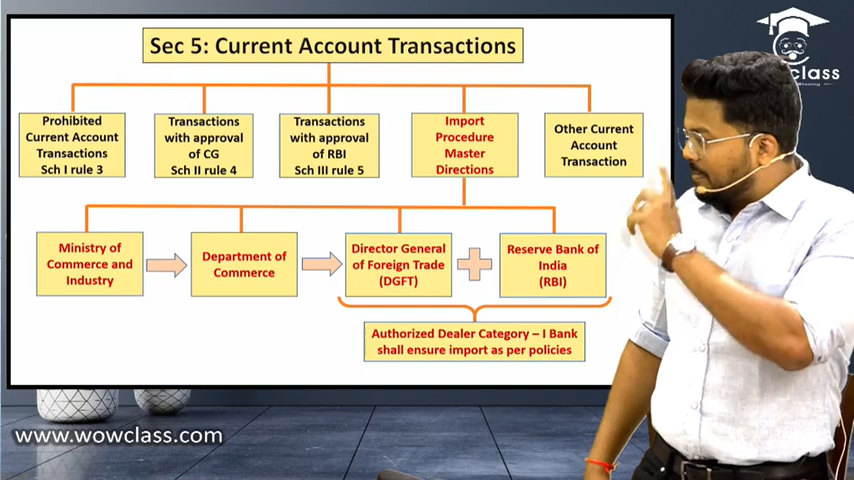 Sec 5: Current Account Transactions
Prohibited
Current Account
Transactions
Sch I rule 3
Transactions
with approval
of CG
Sch II rule 4
Transactions
with approval
of RBI
Sch III rule 5
Import
Procedure
Master
Directions
Other Current
Account
Transaction
Ministry of
Commerce and
Industry
Department of
Commerce
Director General
of Foreign Trade
(DGFT)
Reserve Bank of
India
(RBI)
Authorized Dealer Category – I Bank
shall ensure import as per policies
www.wowclass.com